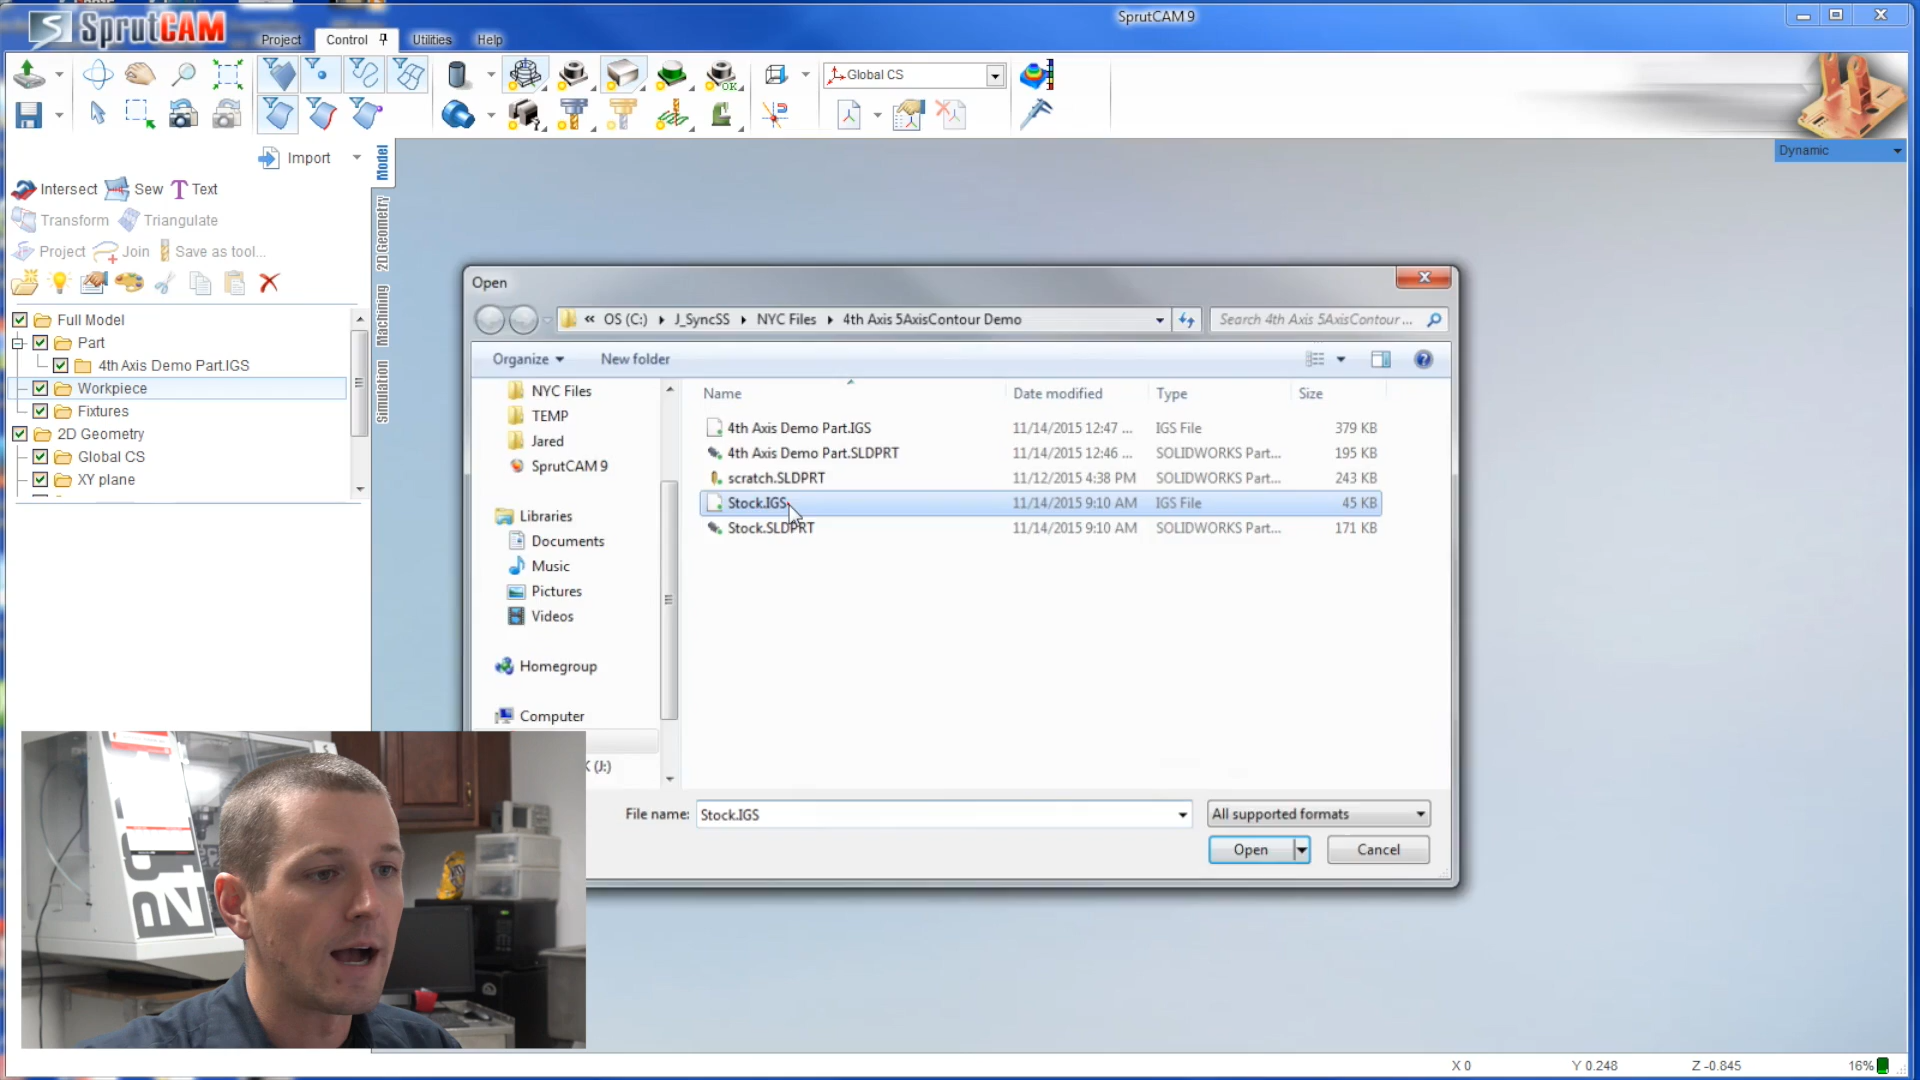 SprutCAM 9
SprutCAM
Project
Control
Utilities
Help
OK
Global CS
Dynamic
Import
Intersect
Sew
Text
Transform
Triangulate
Project
Join
Save as tool...
Model
2D Geometry
Machining
Simulation
Full Model
Part
4th Axis Demo Part.IGS
Workpiece
Fixtures
2D Geometry
Global CS
XY plane
Open
« OS (C:) ▸ J_SyncSS ▸ NYC Files ▸ 4th Axis 5AxisContour Demo
Search 4th Axis 5AxisContour ...
Organize
New folder
NYC Files
TEMP
Jared
SprutCAM 9
Libraries
Documents
Music
Pictures
Videos
Homegroup
Computer
K (J:)
Name Date modified Type Size
4th Axis Demo Part.IGS 11/14/2015 12:47 ... IGS File 379 KB
4th Axis Demo Part.SLDPRT 11/14/2015 12:46 ... SOLIDWORKS Part... 195 KB
scratch.SLDPRT 11/12/2015 4:38 PM SOLIDWORKS Part... 243 KB
Stock.IGS 11/14/2015 9:10 AM IGS File 45 KB
Stock.SLDPRT 11/14/2015 9:10 AM SOLIDWORKS Part... 171 KB
File name: Stock.IGS
All supported formats
Open
Cancel
X 0
Y 0.248
Z -0.845
16%